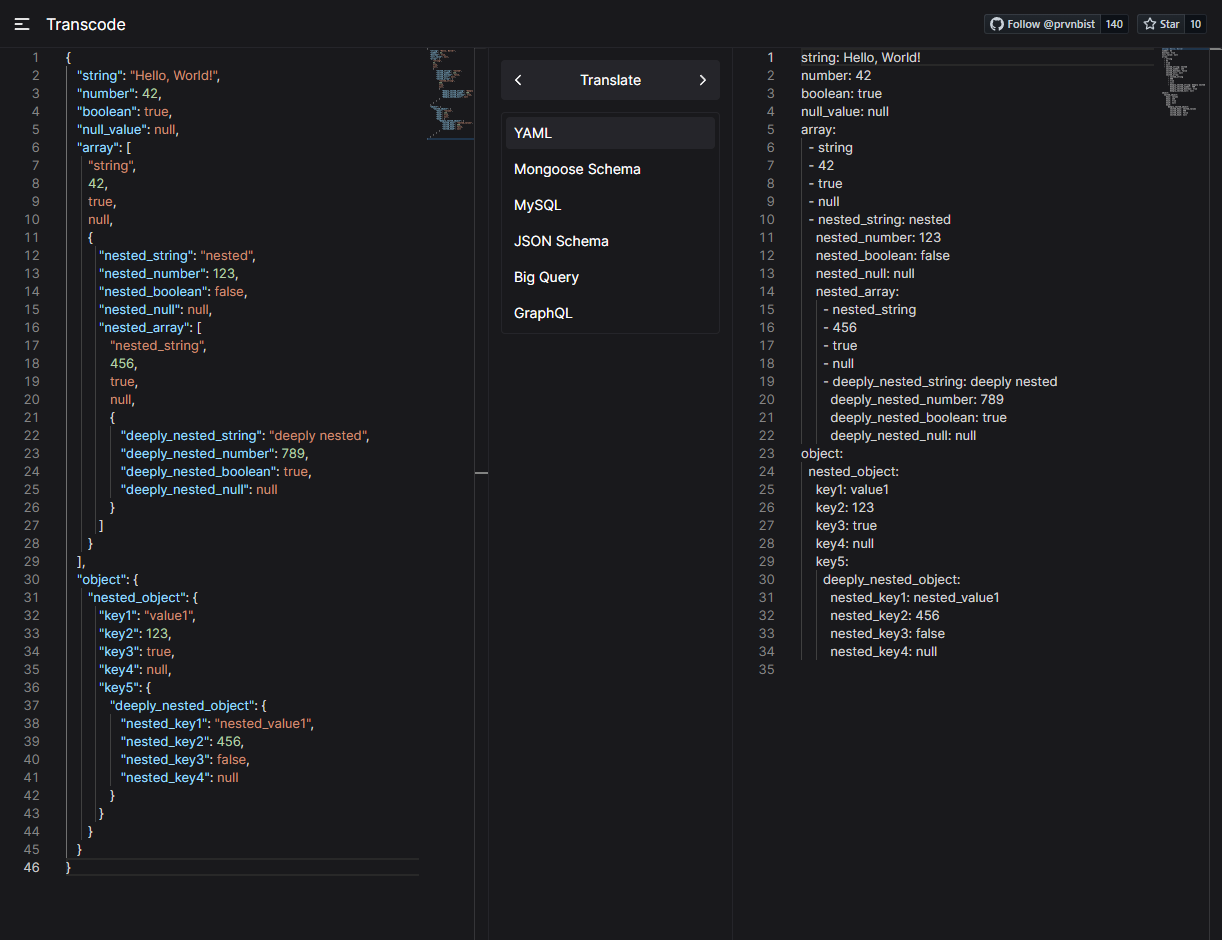 Transcode
Follow @prvnbist 140
Star 10
1 {
2 "string": "Hello, World!",
3 "number": 42,
4 "boolean": true,
5 "null_value": null,
6 "array": [
7 "string",
8 42,
9 true,
10 null,
11 {
12 "nested_string": "nested",
13 "nested_number": 123,
14 "nested_boolean": false,
15 "nested_null": null,
16 "nested_array": [
17 "nested_string",
18 456,
19 true,
20 null,
21 {
22 "deeply_nested_string": "deeply nested",
23 "deeply_nested_number": 789,
24 "deeply_nested_boolean": true,
25 "deeply_nested_null": null
26 }
27 ]
28 }
29 ],
30 "object": {
31 "nested_object": {
32 "key1": "value1",
33 "key2": 123,
34 "key3": true,
35 "key4": null,
36 "key5": {
37 "deeply_nested_object": {
38 "nested_key1": "nested_value1",
39 "nested_key2": 456,
40 "nested_key3": false,
41 "nested_key4": null
42 }
43 }
44 }
45 }
46 }
Translate
YAML
Mongoose Schema
MySQL
JSON Schema
Big Query
GraphQL
1 string: Hello, World!
2 number: 42
3 boolean: true
4 null_value: null
5 array:
6 - string
7 - 42
8 - true
9 - null
10 - nested_string: nested
11 nested_number: 123
12 nested_boolean: false
13 nested_null: null
14 nested_array:
15 - nested_string
16 - 456
17 - true
18 - null
19 - deeply_nested_string: deeply nested
20 deeply_nested_number: 789
21 deeply_nested_boolean: true
22 deeply_nested_null: null
23 object:
24 nested_object:
25 key1: value1
26 key2: 123
27 key3: true
28 key4: null
29 key5:
30 deeply_nested_object:
31 nested_key1: nested_value1
32 nested_key2: 456
33 nested_key3: false
34 nested_key4: null
35